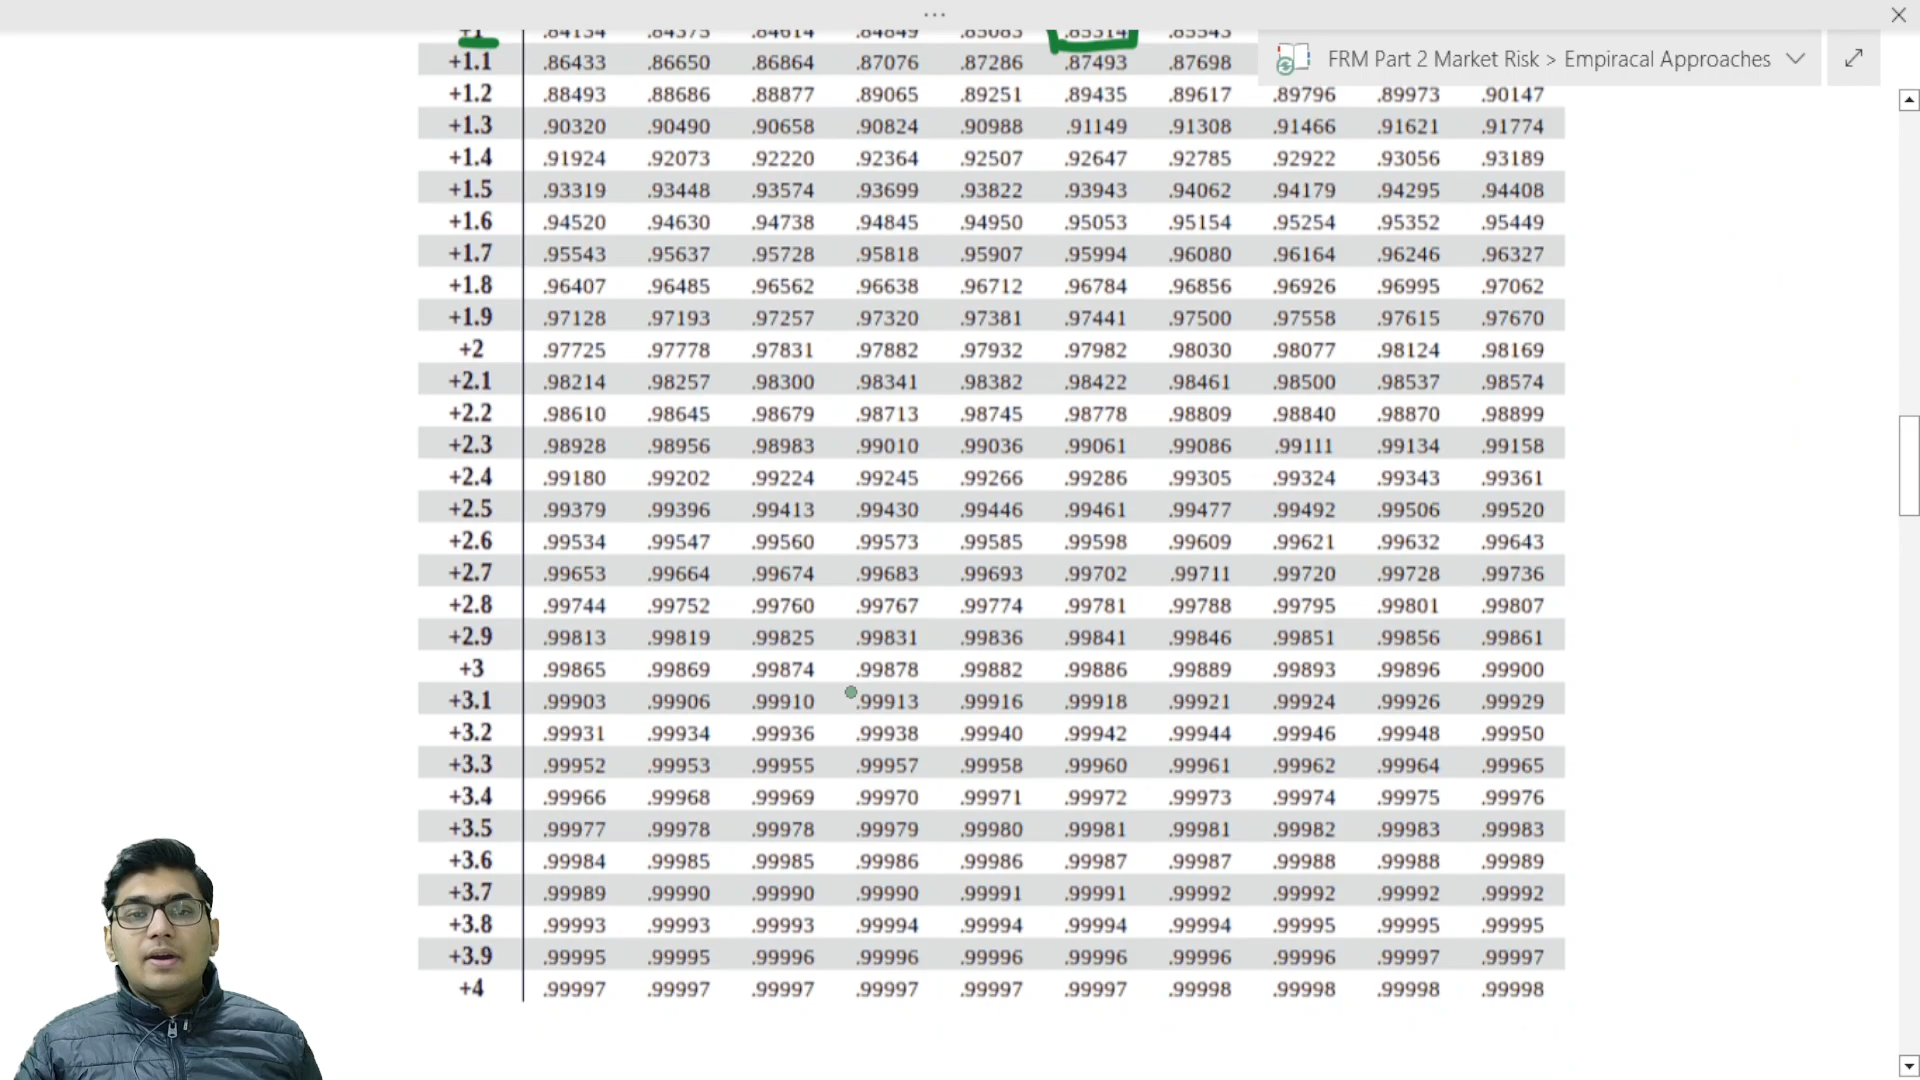 ...
+1 .84134 .84375 .84614 .84849 .85083 .85314 .85543
FRM Part 2 Market Risk > Empiracal Approaches
+1.1 .86433 .86650 .86864 .87076 .87286 .87493 .87698
+1.2 .88493 .88686 .88877 .89065 .89251 .89435 .89617 .89796 .89973 .90147
+1.3 .90320 .90490 .90658 .90824 .90988 .91149 .91308 .91466 .91621 .91774
+1.4 .91924 .92073 .92220 .92364 .92507 .92647 .92785 .92922 .93056 .93189
+1.5 .93319 .93448 .93574 .93699 .93822 .93943 .94062 .94179 .94295 .94408
+1.6 .94520 .94630 .94738 .94845 .94950 .95053 .95154 .95254 .95352 .95449
+1.7 .95543 .95637 .95728 .95818 .95907 .95994 .96080 .96164 .96246 .96327
+1.8 .96407 .96485 .96562 .96638 .96712 .96784 .96856 .96926 .96995 .97062
+1.9 .97128 .97193 .97257 .97320 .97381 .97441 .97500 .97558 .97615 .97670
+2 .97725 .97778 .97831 .97882 .97932 .97982 .98030 .98077 .98124 .98169
+2.1 .98214 .98257 .98300 .98341 .98382 .98422 .98461 .98500 .98537 .98574
+2.2 .98610 .98645 .98679 .98713 .98745 .98778 .98809 .98840 .98870 .98899
+2.3 .98928 .98956 .98983 .99010 .99036 .99061 .99086 .99111 .99134 .99158
+2.4 .99180 .99202 .99224 .99245 .99266 .99286 .99305 .99324 .99343 .99361
+2.5 .99379 .99396 .99413 .99430 .99446 .99461 .99477 .99492 .99506 .99520
+2.6 .99534 .99547 .99560 .99573 .99585 .99598 .99609 .99621 .99632 .99643
+2.7 .99653 .99664 .99674 .99683 .99693 .99702 .99711 .99720 .99728 .99736
+2.8 .99744 .99752 .99760 .99767 .99774 .99781 .99788 .99795 .99801 .99807
+2.9 .99813 .99819 .99825 .99831 .99836 .99841 .99846 .99851 .99856 .99861
+3 .99865 .99869 .99874 .99878 .99882 .99886 .99889 .99893 .99896 .99900
+3.1 .99903 .99906 .99910 .99913 .99916 .99918 .99921 .99924 .99926 .99929
+3.2 .99931 .99934 .99936 .99938 .99940 .99942 .99944 .99946 .99948 .99950
+3.3 .99952 .99953 .99955 .99957 .99958 .99960 .99961 .99962 .99964 .99965
+3.4 .99966 .99968 .99969 .99970 .99971 .99972 .99973 .99974 .99975 .99976
+3.5 .99977 .99978 .99978 .99979 .99980 .99981 .99981 .99982 .99983 .99983
+3.6 .99984 .99985 .99985 .99986 .99986 .99987 .99987 .99988 .99988 .99989
+3.7 .99989 .99990 .99990 .99990 .99991 .99991 .99992 .99992 .99992 .99992
+3.8 .99993 .99993 .99993 .99994 .99994 .99994 .99994 .99995 .99995 .99995
+3.9 .99995 .99995 .99996 .99996 .99996 .99996 .99996 .99996 .99997 .99997
+4 .99997 .99997 .99997 .99997 .99997 .99997 .99998 .99998 .99998 .99998